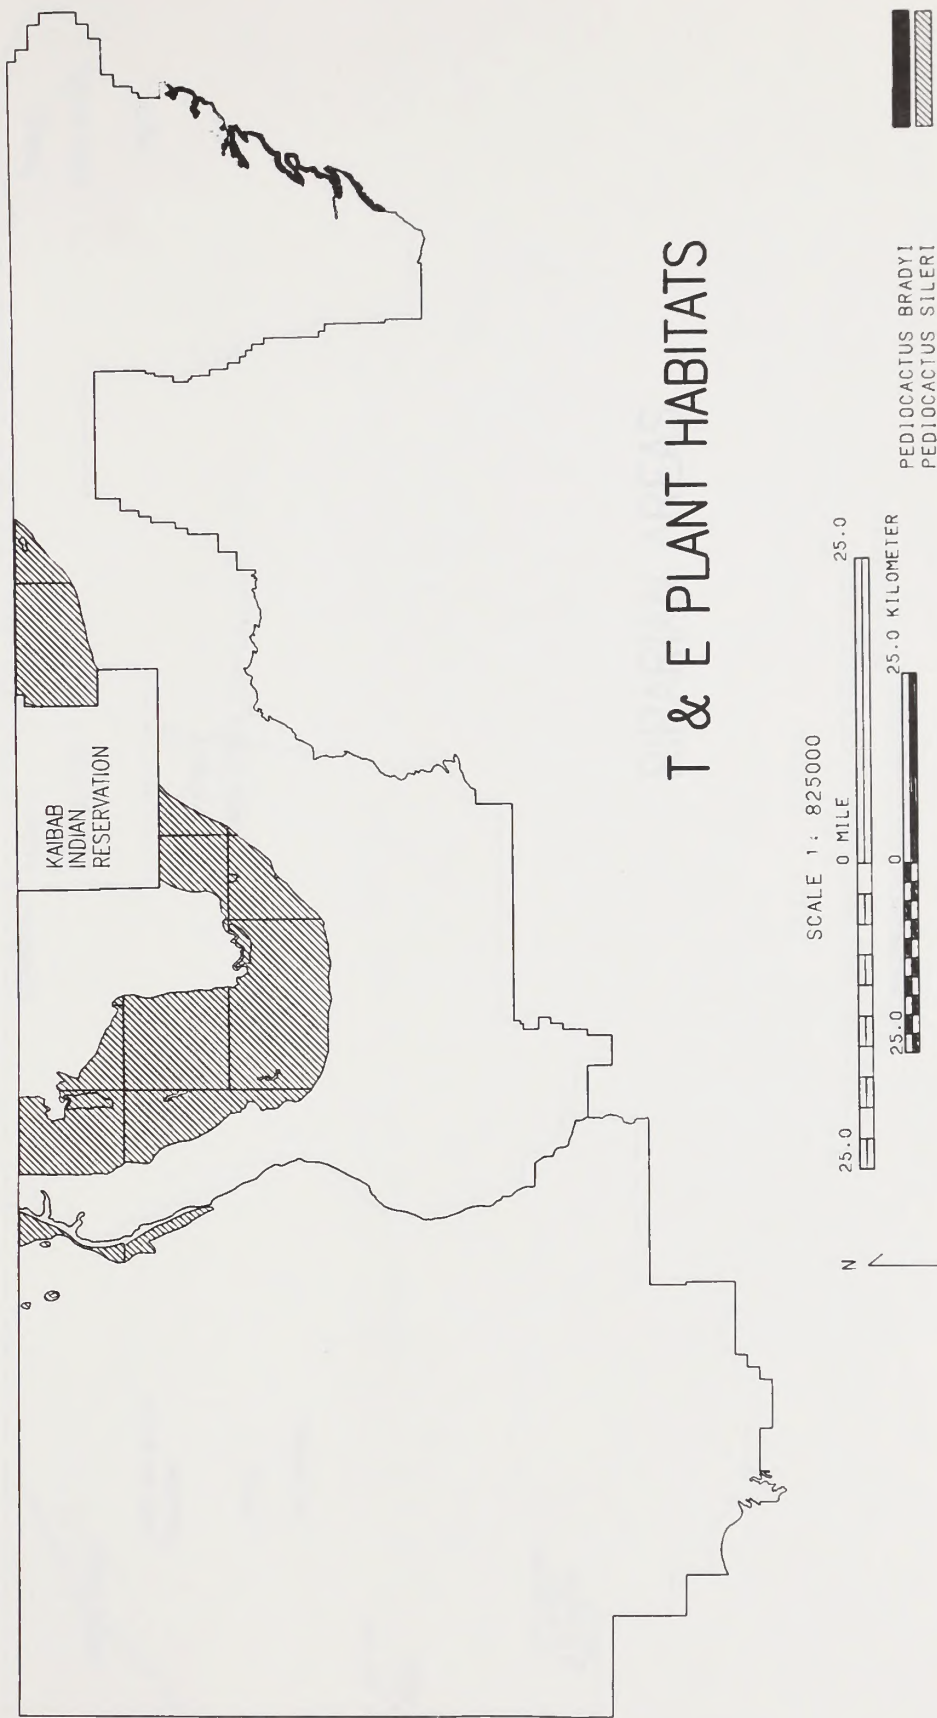 KAIBAB
INDIAN
RESERVATION
T & E PLANT HABITATS
SCALE 1: 825000
25.0 0 MILE 25.0
25.0 0 25.0 KILOMETER
N
PEDIOCACTUS BRADYI
PEDIOCACTUS SILERI